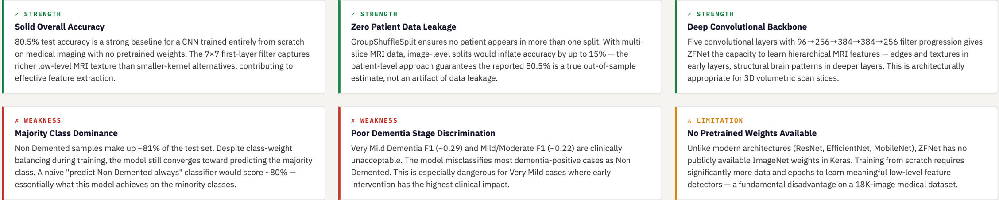 ✓ STRENGTH
Solid Overall Accuracy
80.5% test accuracy is a strong baseline for a CNN trained entirely from scratch
on medical imaging with no pretrained weights. The 7×7 first-layer filter captures
richer low-level MRI texture than smaller-kernel alternatives, contributing to
effective feature extraction.
✓ STRENGTH
Zero Patient Data Leakage
GroupShuffleSplit ensures no patient appears in more than one split. With multi-
slice MRI data, image-level splits would inflate accuracy by up to 15% — the
patient-level approach guarantees the reported 80.5% is a true out-of-sample
estimate, not an artifact of data leakage.
✓ STRENGTH
Deep Convolutional Backbone
Five convolutional layers with 96→256→384→384→256 filter progression gives
ZFNet the capacity to learn hierarchical MRI features — edges and textures in
early layers, structural brain patterns in deeper layers. This is architecturally
appropriate for 3D volumetric scan slices.
✗ WEAKNESS
Majority Class Dominance
Non Demented samples make up ~81% of the test set. Despite class-weight
balancing during training, the model still converges toward predicting the majority
class. A naive "predict Non Demented always" classifier would score ~80% —
essentially what this model achieves on the minority classes.
✗ WEAKNESS
Poor Dementia Stage Discrimination
Very Mild Dementia F1 (~0.29) and Mild/Moderate F1 (~0.22) are clinically
unacceptable. The model misclassifies most dementia-positive cases as Non
Demented. This is especially dangerous for Very Mild cases where early
intervention has the highest clinical impact.
△ LIMITATION
No Pretrained Weights Available
Unlike modern architectures (ResNet, EfficientNet, MobileNet), ZFNet has no
publicly available ImageNet weights in Keras. Training from scratch requires
significantly more data and epochs to learn meaningful low-level feature
detectors — a fundamental disadvantage on a 18K-image medical dataset.